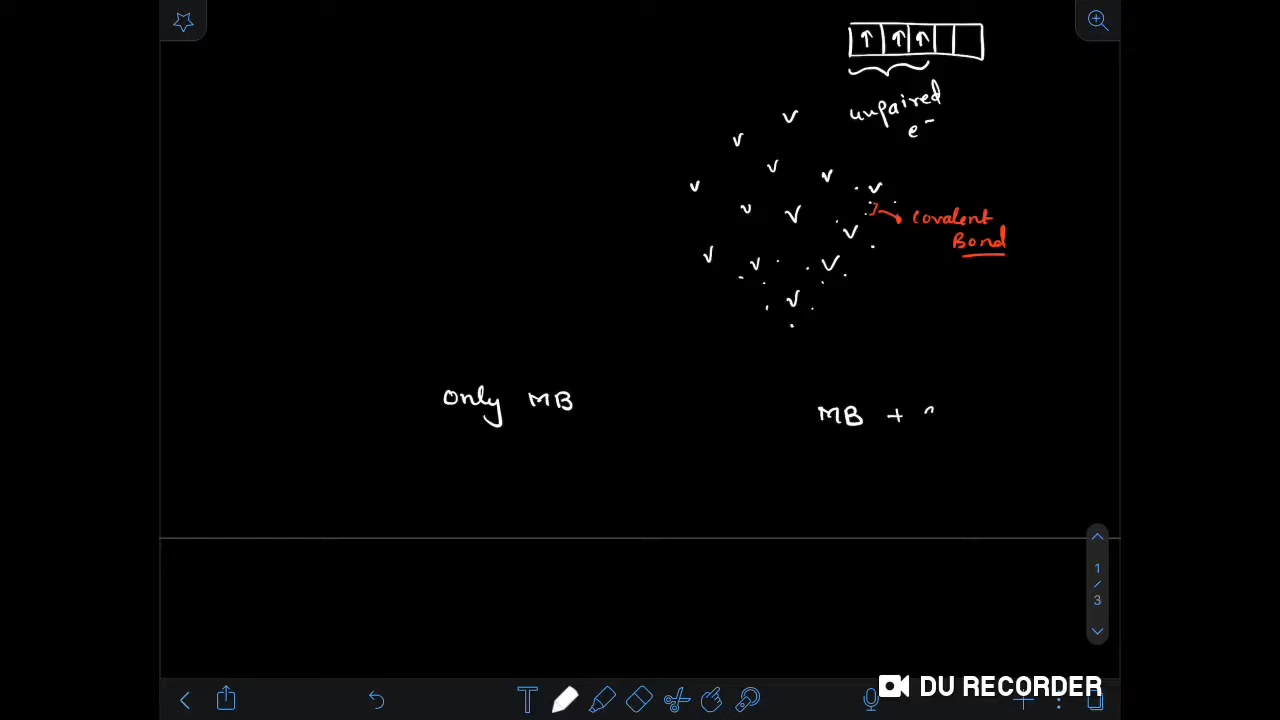 ↑ ↑ ↑
unpaired
e⁻
v
v
v
v v
v
v v
v
v v v
v
Covalent
Bond
Only MB
MB +
1
/
3
T
DU RECORDER